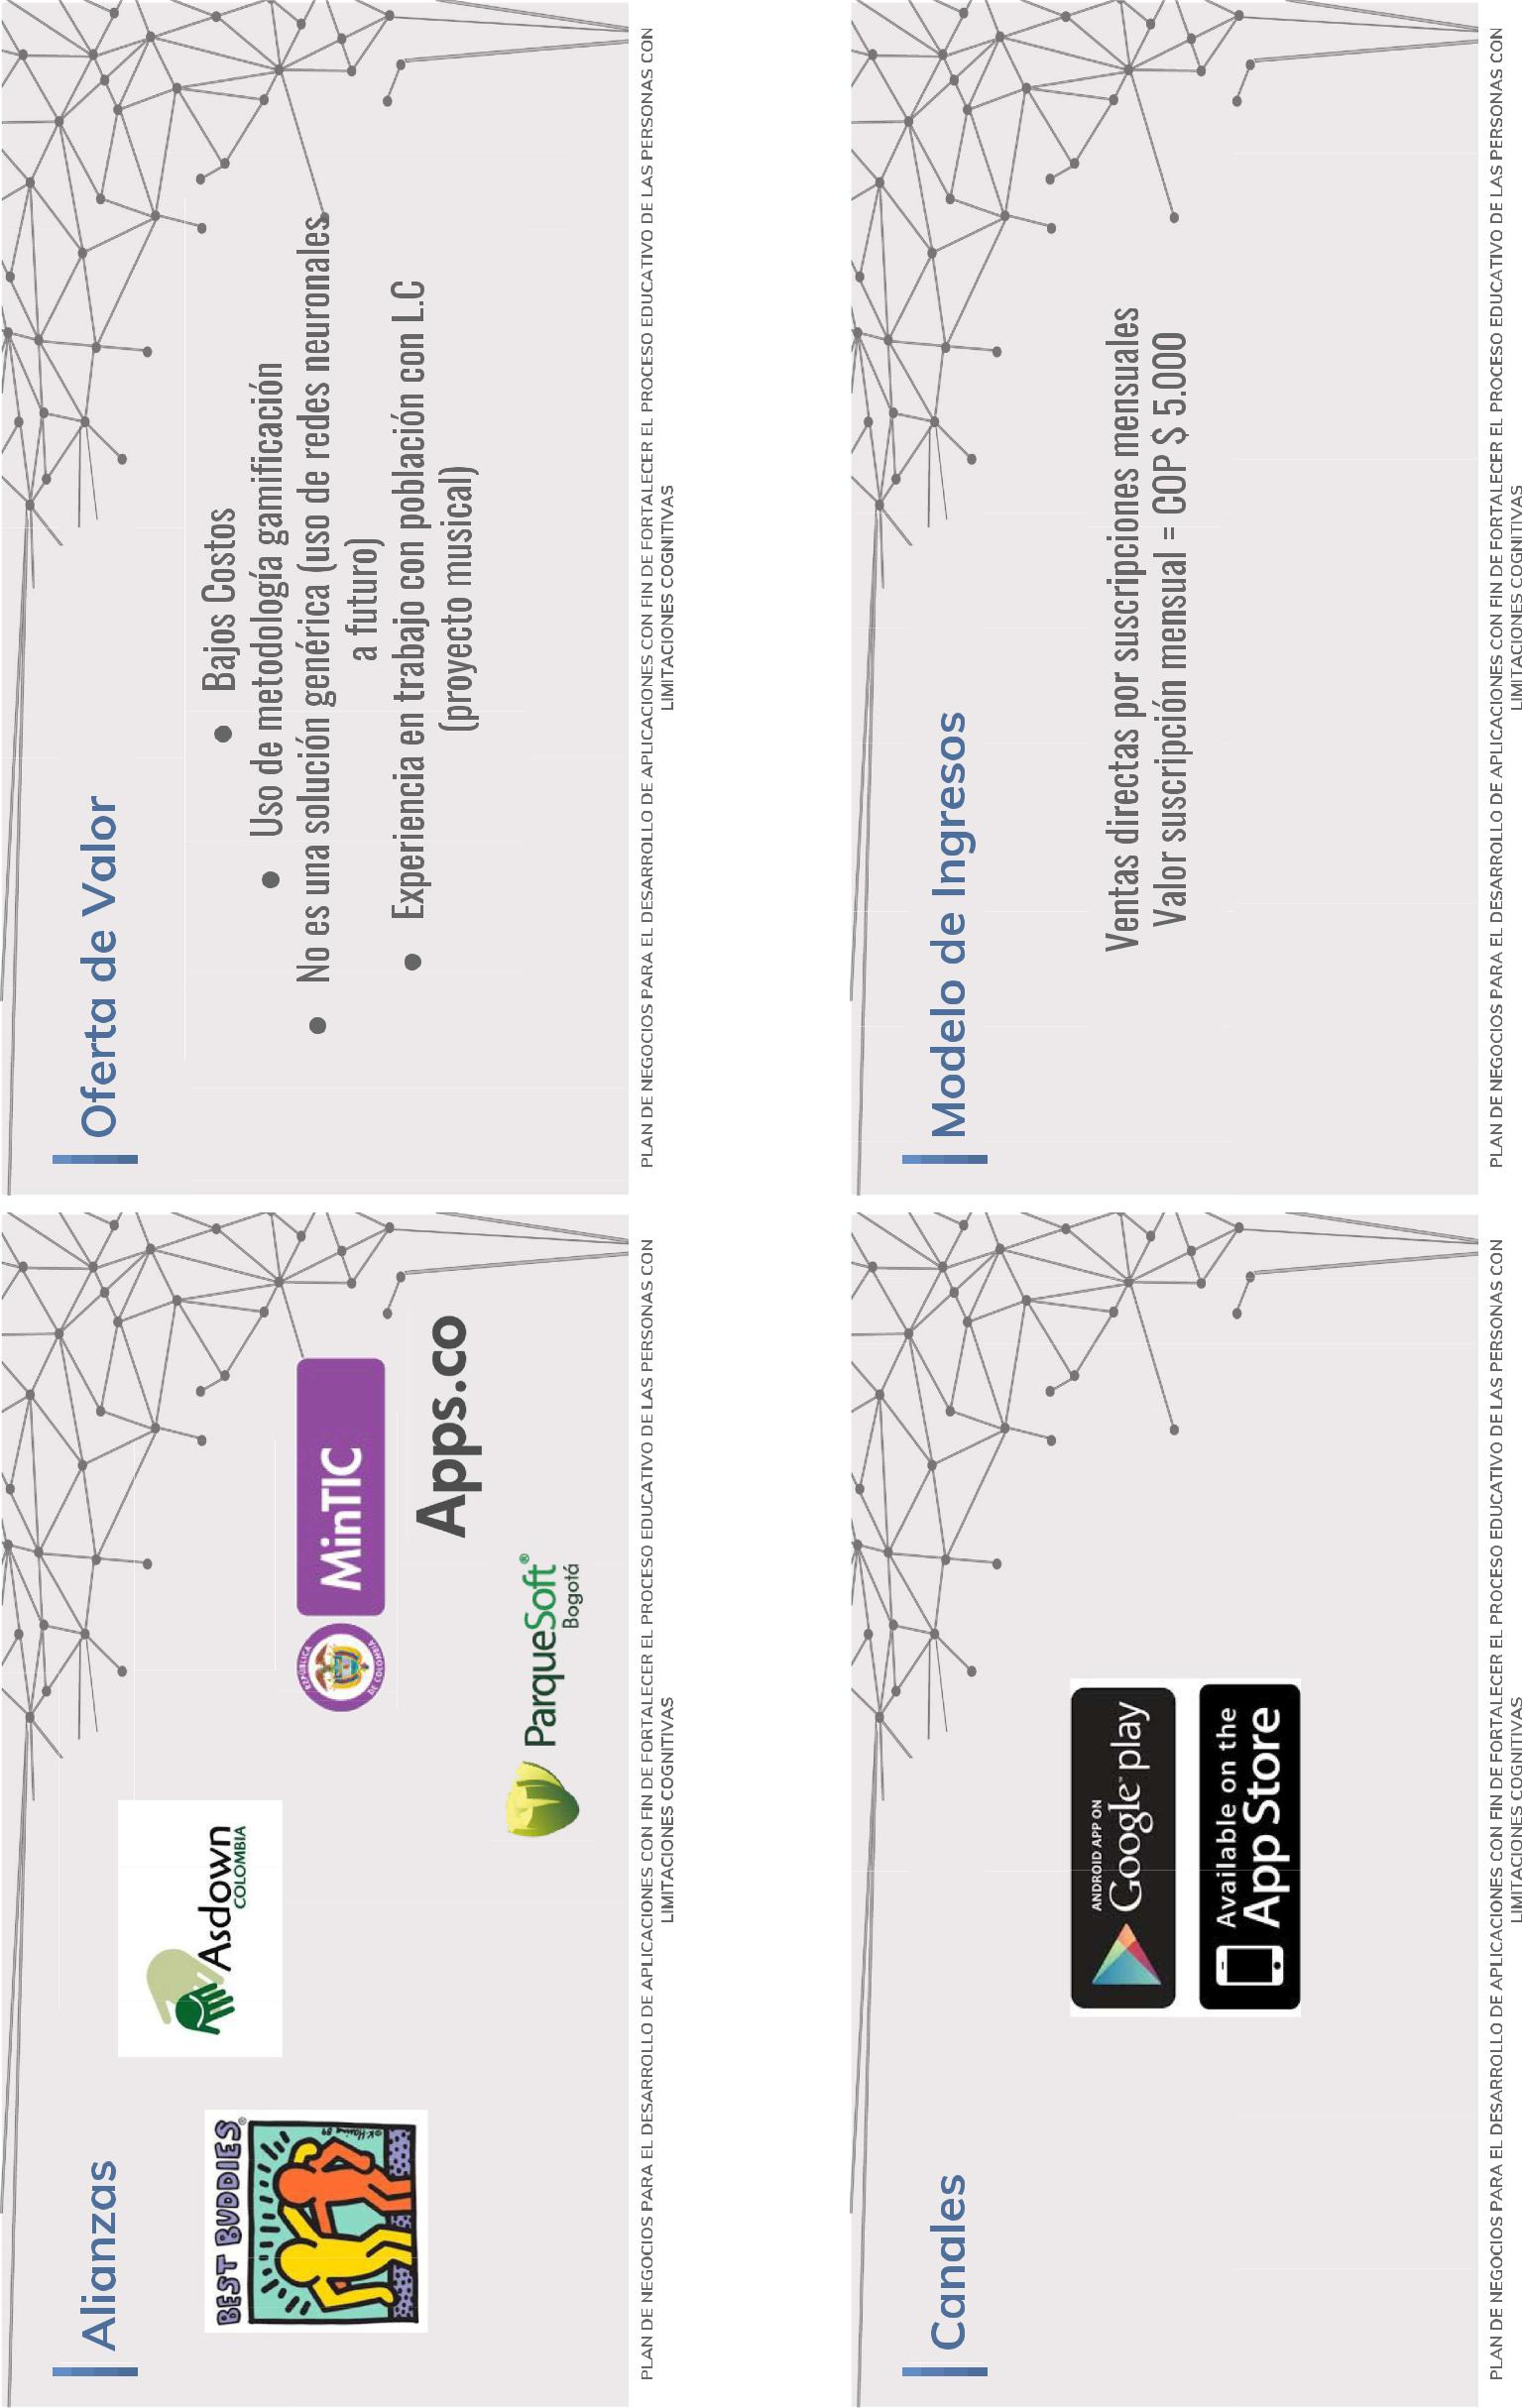 Alianzas
BEST BUDDIES®
©K. Haring 89
Asdown
COLOMBIA
REPÚBLICA
DE COLOMBIA
MinTIC
Apps.co
ParqueSoft®
Bogotá
PLAN DE NEGOCIOS PARA EL DESARROLLO DE APLICACIONES CON FIN DE FORTALECER EL PROCESO EDUCATIVO DE LAS PERSONAS CON
LIMITACIONES COGNITIVAS
Oferta de Valor
● Bajos Costos
● Uso de metodología gamificación
● No es una solución genérica (uso de redes neuronales
a futuro)
● Experiencia en trabajo con población con L.C
(proyecto musical)
PLAN DE NEGOCIOS PARA EL DESARROLLO DE APLICACIONES CON FIN DE FORTALECER EL PROCESO EDUCATIVO DE LAS PERSONAS CON
LIMITACIONES COGNITIVAS
Canales
ANDROID APP ON
Google™ play
Available on the
App Store
PLAN DE NEGOCIOS PARA EL DESARROLLO DE APLICACIONES CON FIN DE FORTALECER EL PROCESO EDUCATIVO DE LAS PERSONAS CON
LIMITACIONES COGNITIVAS
Modelo de Ingresos
Ventas directas por suscripciones mensuales
Valor suscripción mensual = COP $ 5.000
PLAN DE NEGOCIOS PARA EL DESARROLLO DE APLICACIONES CON FIN DE FORTALECER EL PROCESO EDUCATIVO DE LAS PERSONAS CON
LIMITACIONES COGNITIVAS